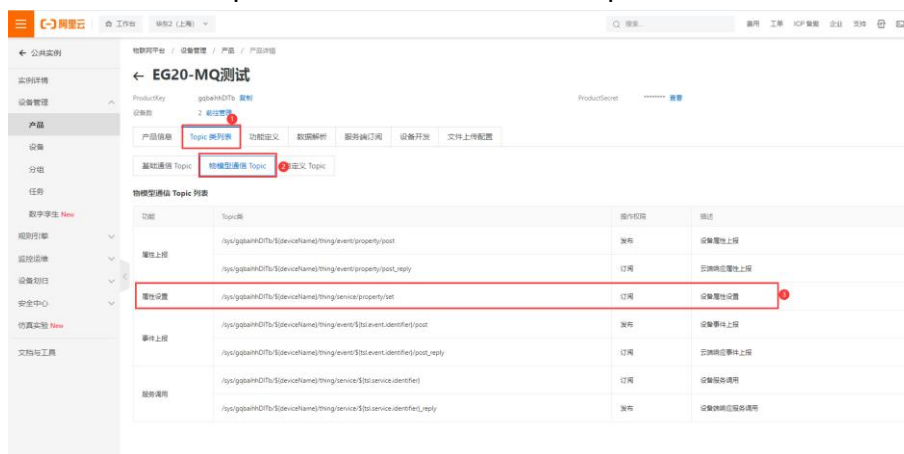 阿里云 工作台 华东2 (上海) 搜索... 费用 工单 ICP 备案 企业 支持
公共实例
物联网平台 / 设备管理 / 产品 / 产品详情
← EG20-MQ测试
实例详情
设备管理
产品
设备
分组
任务
数字孪生 New
规则引擎
监控运维
设备划归
安全中心
仿真实验 New
文档与工具
ProductKey 复制 ProductSecret ******** 查看
设备数 2 前往管理
1
产品信息 Topic 类列表 功能定义 数据解析 服务端订阅 设备开发 文件上传配置
基础通信 Topic 物模型通信 Topic 2 定义 Topic
物模型通信 Topic 列表
功能 Topic类 操作权限 描述
属性上报
/sys/gqbaihhDITb/${deviceName}/thing/event/property/post 发布 设备属性上报
/sys/gqbaihhDITb/${deviceName}/thing/event/property/post_reply 订阅 云端响应属性上报
属性设置 /sys/gqbaihhDITb/${deviceName}/thing/service/property/set 订阅 设备属性设置 3
事件上报
/sys/gqbaihhDITb/${deviceName}/thing/event/${tsl.event.identifier}/post 发布 设备事件上报
/sys/gqbaihhDITb/${deviceName}/thing/event/${tsl.event.identifier}/post_reply 订阅 云端响应事件上报
服务调用
/sys/gqbaihhDITb/${deviceName}/thing/service/${tsl.service.identifier} 订阅 设备服务调用
/sys/gqbaihhDITb/${deviceName}/thing/service/${tsl.service.identifier}_reply 发布 设备端响应服务调用